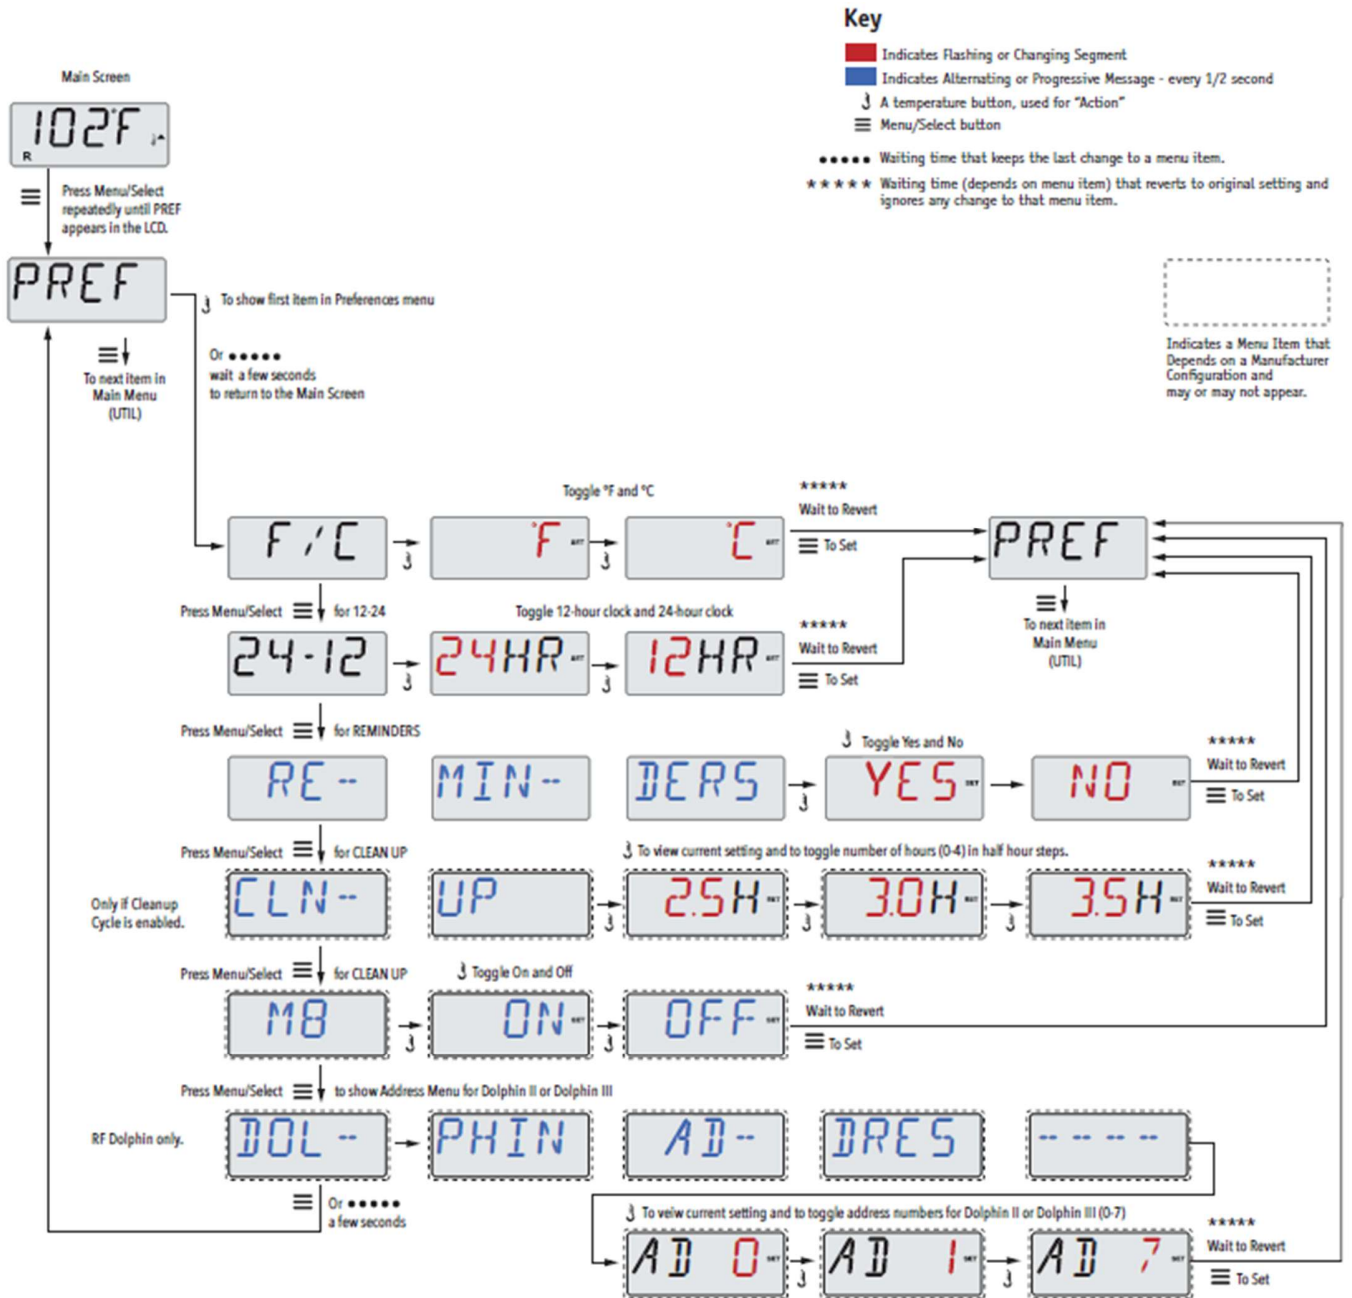 Key
Indicates Flashing or Changing Segment
Indicates Alternating or Progressive Message - every 1/2 second
A temperature button, used for "Action"
Menu/Select button
••••• Waiting time that keeps the last change to a menu item.
***** Waiting time (depends on menu item) that reverts to original setting and
ignores any change to that menu item.
Main Screen
102°F
R
Press Menu/Select
repeatedly until PREF
appears in the LCD.
PREF
To show first item in Preferences menu
Or •••••
wait a few seconds
to return to the Main Screen
To next item in
Main Menu
(UTIL)
Indicates a Menu Item that
Depends on a Manufacturer
Configuration and
may or may not appear.
Toggle °F and °C
F/C
°F SET
°C SET
*****
Wait to Revert
To Set
PREF
To next item in
Main Menu
(UTIL)
Press Menu/Select for 12-24
Toggle 12-hour clock and 24-hour clock
24-12
24HR SET
12HR SET
*****
Wait to Revert
To Set
Press Menu/Select for REMINDERS
Toggle Yes and No
RE-
MIN-
DERS
YES SET
NO SET
*****
Wait to Revert
To Set
Press Menu/Select for CLEAN UP
To view current setting and to toggle number of hours (0-4) in half hour steps.
Only if Cleanup
Cycle is enabled.
CLN-
UP
2.5H SET
3.0H SET
3.5H SET
*****
Wait to Revert
To Set
Press Menu/Select for CLEAN UP
Toggle On and Off
M8
ON SET
OFF SET
*****
Wait to Revert
To Set
Press Menu/Select to show Address Menu for Dolphin II or Dolphin III
RF Dolphin only.
DOL-
PHIN
AD-
DRES
----
Or •••••
a few seconds
To veiw current setting and to toggle address numbers for Dolphin II or Dolphin III (0-7)
AD 0 SET
AD 1 SET
AD 7 SET
*****
Wait to Revert
To Set